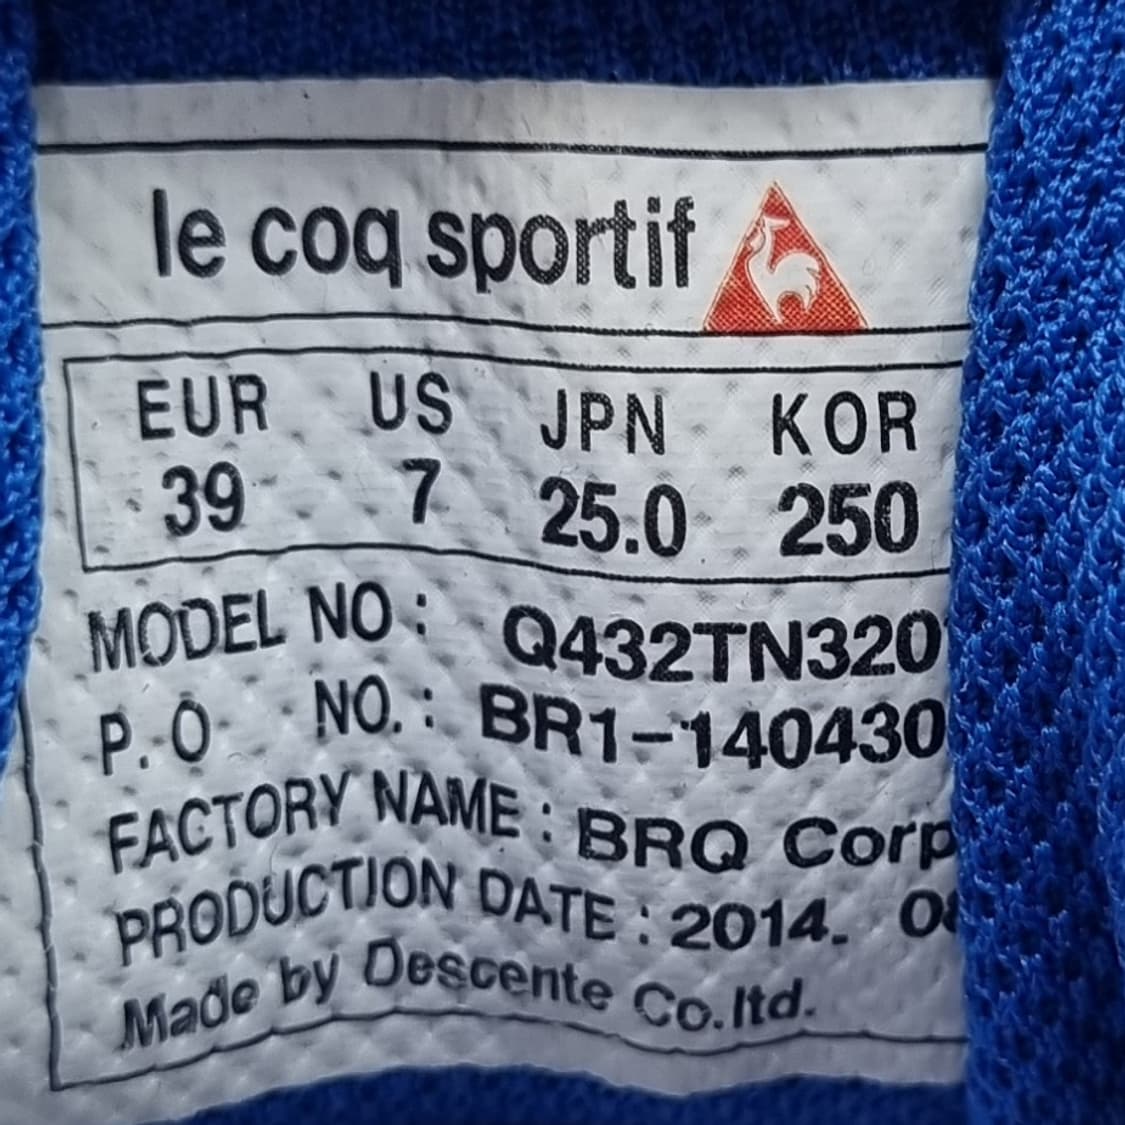 le coq sportif
EUR US JPN KOR
39 7 25.0 250
MODEL NO : Q432TN320
P.O NO. : BR1-140430
FACTORY NAME : BRQ Corp
PRODUCTION DATE : 2014.
Made by Descente Co.ltd.